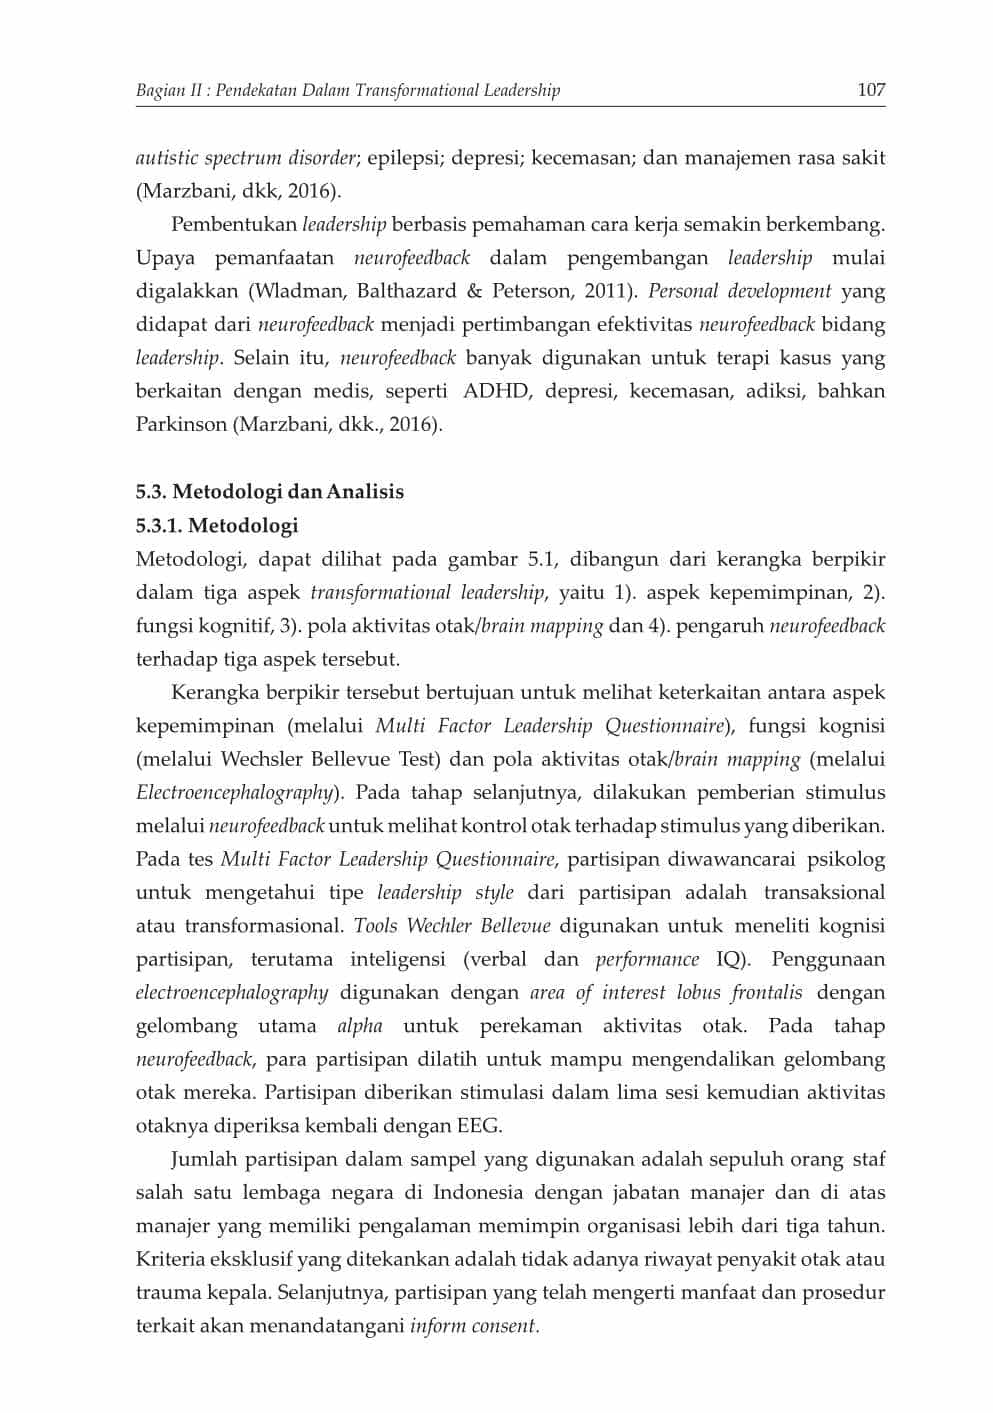 Bagian II : Pendekatan Dalam Transformational Leadership 107
autistic spectrum disorder; epilepsi; depresi; kecemasan; dan manajemen rasa sakit
(Marzbani, dkk, 2016).
Pembentukan leadership berbasis pemahaman cara kerja semakin berkembang.
Upaya pemanfaatan neurofeedback dalam pengembangan leadership mulai
digalakkan (Wladman, Balthazard & Peterson, 2011). Personal development yang
didapat dari neurofeedback menjadi pertimbangan efektivitas neurofeedback bidang
leadership. Selain itu, neurofeedback banyak digunakan untuk terapi kasus yang
berkaitan dengan medis, seperti ADHD, depresi, kecemasan, adiksi, bahkan
Parkinson (Marzbani, dkk., 2016).
5.3. Metodologi dan Analisis
5.3.1. Metodologi
Metodologi, dapat dilihat pada gambar 5.1, dibangun dari kerangka berpikir
dalam tiga aspek transformational leadership, yaitu 1). aspek kepemimpinan, 2).
fungsi kognitif, 3). pola aktivitas otak/brain mapping dan 4). pengaruh neurofeedback
terhadap tiga aspek tersebut.
Kerangka berpikir tersebut bertujuan untuk melihat keterkaitan antara aspek
kepemimpinan (melalui Multi Factor Leadership Questionnaire), fungsi kognisi
(melalui Wechsler Bellevue Test) dan pola aktivitas otak/brain mapping (melalui
Electroencephalography). Pada tahap selanjutnya, dilakukan pemberian stimulus
melalui neurofeedback untuk melihat kontrol otak terhadap stimulus yang diberikan.
Pada tes Multi Factor Leadership Questionnaire, partisipan diwawancarai psikolog
untuk mengetahui tipe leadership style dari partisipan adalah transaksional
atau transformasional. Tools Wechler Bellevue digunakan untuk meneliti kognisi
partisipan, terutama inteligensi (verbal dan performance IQ). Penggunaan
electroencephalography digunakan dengan area of interest lobus frontalis dengan
gelombang utama alpha untuk perekaman aktivitas otak. Pada tahap
neurofeedback, para partisipan dilatih untuk mampu mengendalikan gelombang
otak mereka. Partisipan diberikan stimulasi dalam lima sesi kemudian aktivitas
otaknya diperiksa kembali dengan EEG.
Jumlah partisipan dalam sampel yang digunakan adalah sepuluh orang staf
salah satu lembaga negara di Indonesia dengan jabatan manajer dan di atas
manajer yang memiliki pengalaman memimpin organisasi lebih dari tiga tahun.
Kriteria eksklusif yang ditekankan adalah tidak adanya riwayat penyakit otak atau
trauma kepala. Selanjutnya, partisipan yang telah mengerti manfaat dan prosedur
terkait akan menandatangani inform consent.